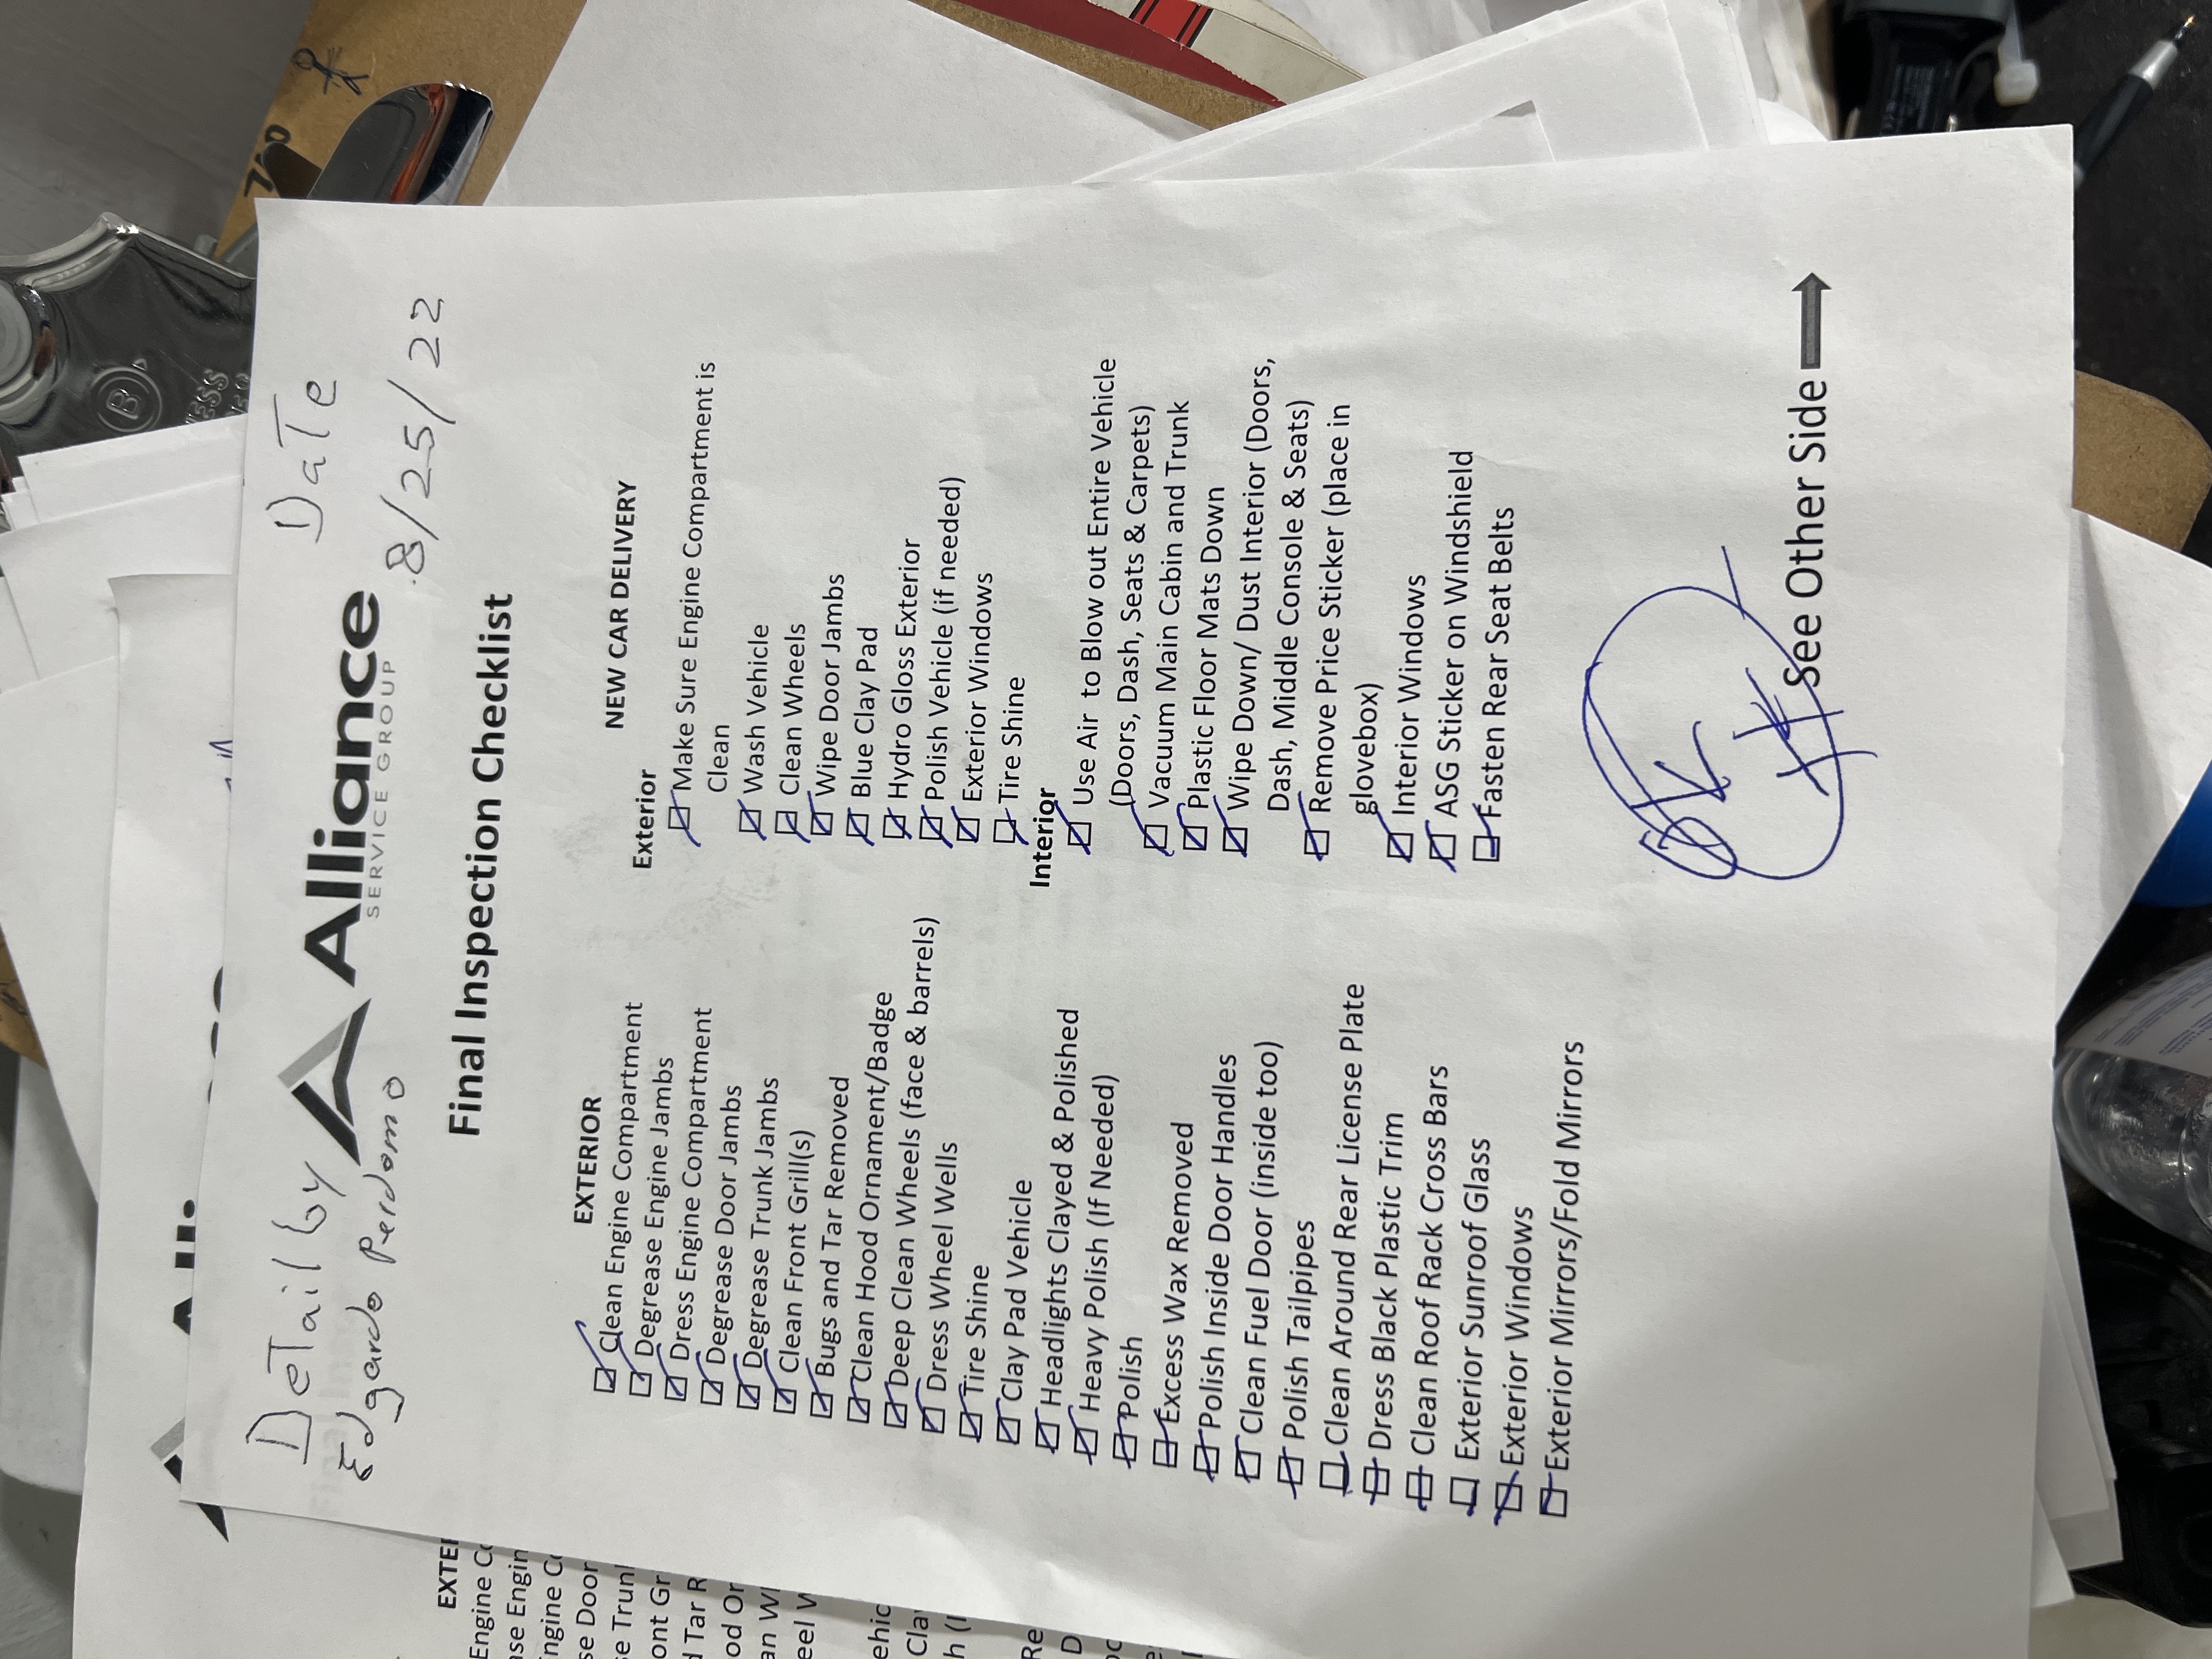 Detail by
Edgardo Perdomo
DaTe
8/25/22
Alliance
SERVICE GROUP
Final Inspection Checklist
EXTERIOR
Clean Engine Compartment
Degrease Engine Jambs
Dress Engine Compartment
Degrease Door Jambs
Degrease Trunk Jambs
Clean Front Grill(s)
Bugs and Tar Removed
Clean Hood Ornament/Badge
Deep Clean Wheels (face & barrels)
Dress Wheel Wells
Tire Shine
Clay Pad Vehicle
Headlights Clayed & Polished
Heavy Polish (If Needed)
Polish
Excess Wax Removed
Polish Inside Door Handles
Clean Fuel Door (inside too)
Polish Tailpipes
Clean Around Rear License Plate
Dress Black Plastic Trim
Clean Roof Rack Cross Bars
Exterior Sunroof Glass
Exterior Windows
Exterior Mirrors/Fold Mirrors
NEW CAR DELIVERY
Exterior
Make Sure Engine Compartment is
Clean
Wash Vehicle
Clean Wheels
Wipe Door Jambs
Blue Clay Pad
Hydro Gloss Exterior
Polish Vehicle (if needed)
Exterior Windows
Tire Shine
Interior
Use Air to Blow out Entire Vehicle
(Doors, Dash, Seats & Carpets)
Vacuum Main Cabin and Trunk
Plastic Floor Mats Down
Wipe Down/ Dust Interior (Doors,
Dash, Middle Console & Seats)
Remove Price Sticker (place in
glovebox)
Interior Windows
ASG Sticker on Windshield
Fasten Rear Seat Belts
OK
See Other Side